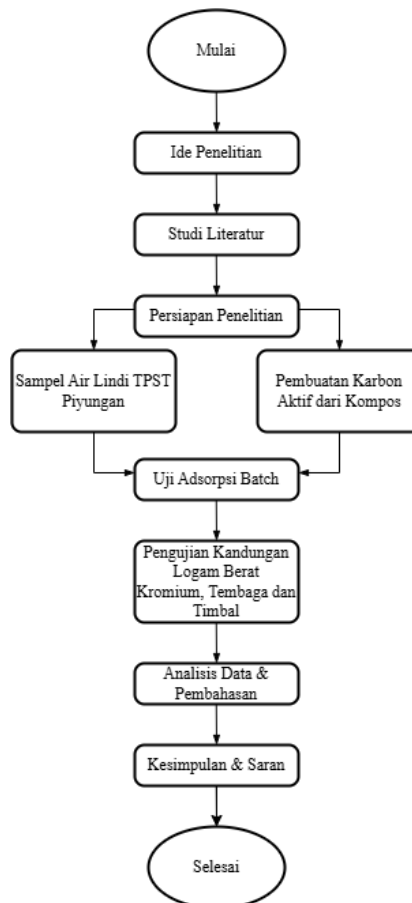 Mulai
Ide Penelitian
Studi Literatur
Persiapan Penelitian
Sampel Air Lindi TPST
Piyungan
Pembuatan Karbon
Aktif dari Kompos
Uji Adsorpsi Batch
Pengujian Kandungan
Logam Berat
Kromium, Tembaga dan
Timbal
Analisis Data &
Pembahasan
Kesimpulan & Saran
Selesai